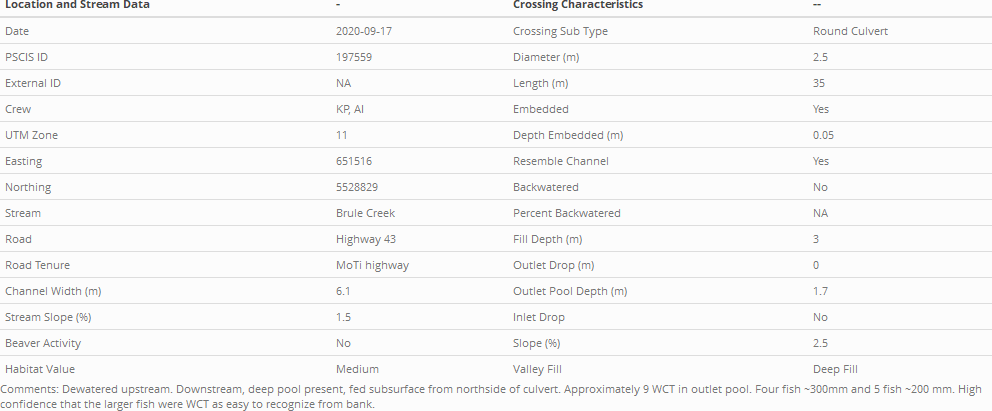 Location and Stream Data - Crossing Characteristics --
Date 2020-09-17 Crossing Sub Type Round Culvert
PSCIS ID 197559 Diameter (m) 2.5
External ID NA Length (m) 35
Crew KP, AI Embedded Yes
UTM Zone 11 Depth Embedded (m) 0.05
Easting 651516 Resemble Channel Yes
Northing 5528829 Backwatered No
Stream Brule Creek Percent Backwatered NA
Road Highway 43 Fill Depth (m) 3
Road Tenure MoTi highway Outlet Drop (m) 0
Channel Width (m) 6.1 Outlet Pool Depth (m) 1.7
Stream Slope (%) 1.5 Inlet Drop No
Beaver Activity No Slope (%) 2.5
Habitat Value Medium Valley Fill Deep Fill
Comments: Dewatered upstream. Downstream, deep pool present, fed subsurface from northside of culvert. Approximately 9 WCT in outlet pool. Four fish ~300mm and 5 fish ~200 mm. High
confidence that the larger fish were WCT as easy to recognize from bank.